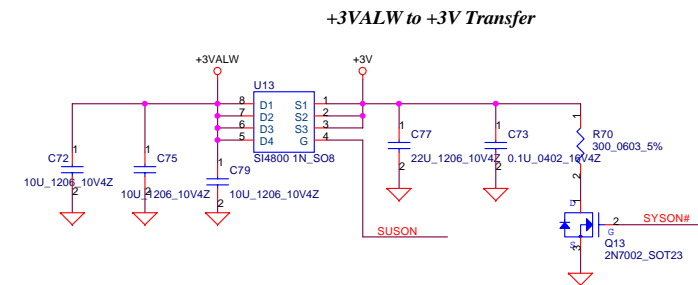 +3VALW to +3V Transfer
+3VALW
+3V
U13
8 D1 S1 1
7 D2 S2 2
6 D3 S3 3
5 D4 G 4
SI4800 1N_SO8
1
C72
2
10U_1206_10V4Z
1
C75
2
10U_1206_10V4Z
1
C79
2
10U_1206_10V4Z
1
C77
2
22U_1206_10V4Z
1
C73
2
0.1U_0402_16V4Z
1
R70
300_0603_5%
2
SUSON
1
D
2
G
SYSON#
S
3
Q13
2N7002_SOT23